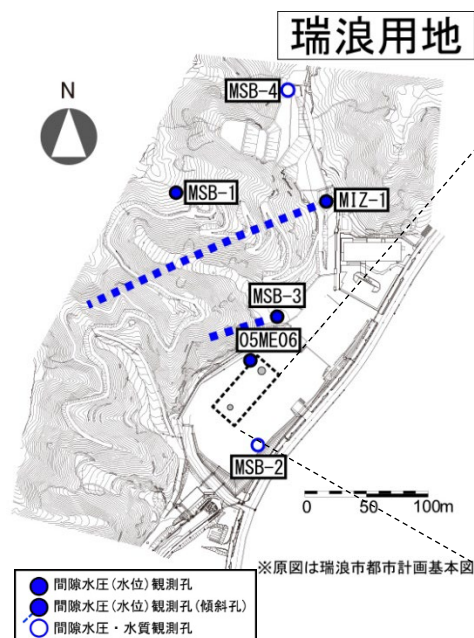 瑞浪用地
MSB-4
N
MSB-1
MIZ-1
MSB-3
05ME06
MSB-2
0 50 100m
※原図は瑞浪市都市計画基本図
間隙水圧(水位)観測孔
間隙水圧(水位)観測孔(傾斜孔)
間隙水圧・水質観測孔